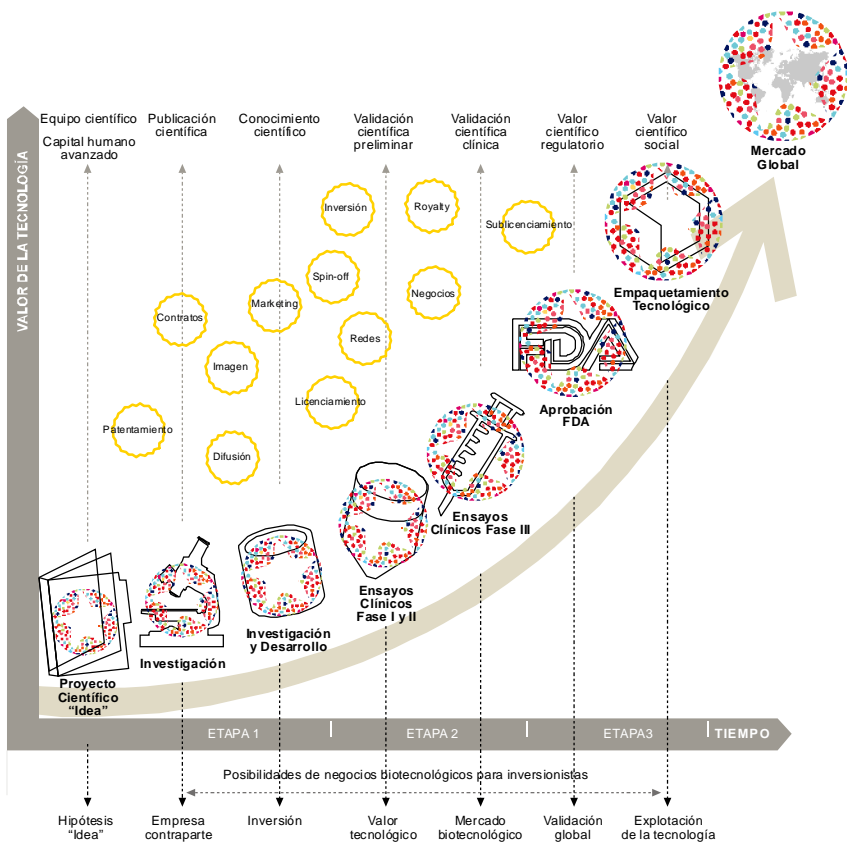 Equipo científico
Capital humano
avanzado
Publicación
científica
Conocimiento
científico
Validación
científica
preliminar
Validación
científica
clínica
Valor
científico
regulatorio
Valor
científico
social
Mercado
Global
VALOR DE LA TECNOLOGÍA
Inversión
Royalty
Sublicenciamiento
Spin-off
Negocios
Marketing
Contratos
Redes
Imagen
Licenciamiento
Patentamiento
Difusión
Empaquetamiento
Tecnológico
FDA
Aprobación
FDA
Ensayos
Clínicos Fase III
Ensayos
Clínicos
Fase I y II
Investigación
y Desarrollo
Investigación
Proyecto
Científico
“Idea”
ETAPA 1
ETAPA 2
ETAPA3
TIEMPO
Posibilidades de negocios biotecnológicos para inversionistas
Hipótesis
“Idea”
Empresa
contraparte
Inversión
Valor
tecnológico
Mercado
biotecnológico
Validación
global
Explotación
de la tecnología